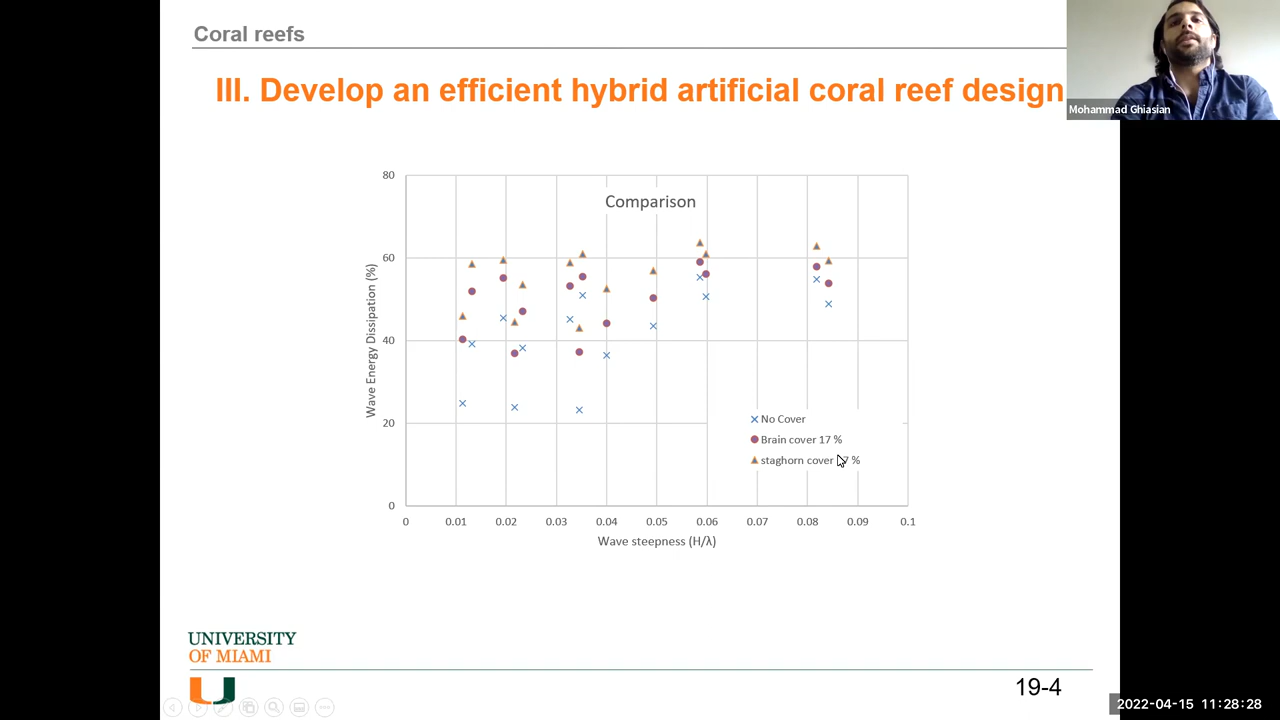 Coral reefs
III. Develop an efficient hybrid artificial coral reef design
Mohammad Ghiasian
Comparison
80
60
40
20
0
Wave Energy Dissipation (%)
No Cover
Brain cover 17 %
staghorn cover 7 %
0 0.01 0.02 0.03 0.04 0.05 0.06 0.07 0.08 0.09 0.1
Wave steepness (H/λ)
UNIVERSITY
OF MIAMI
U
19-4
2022-04-15 11:28:28